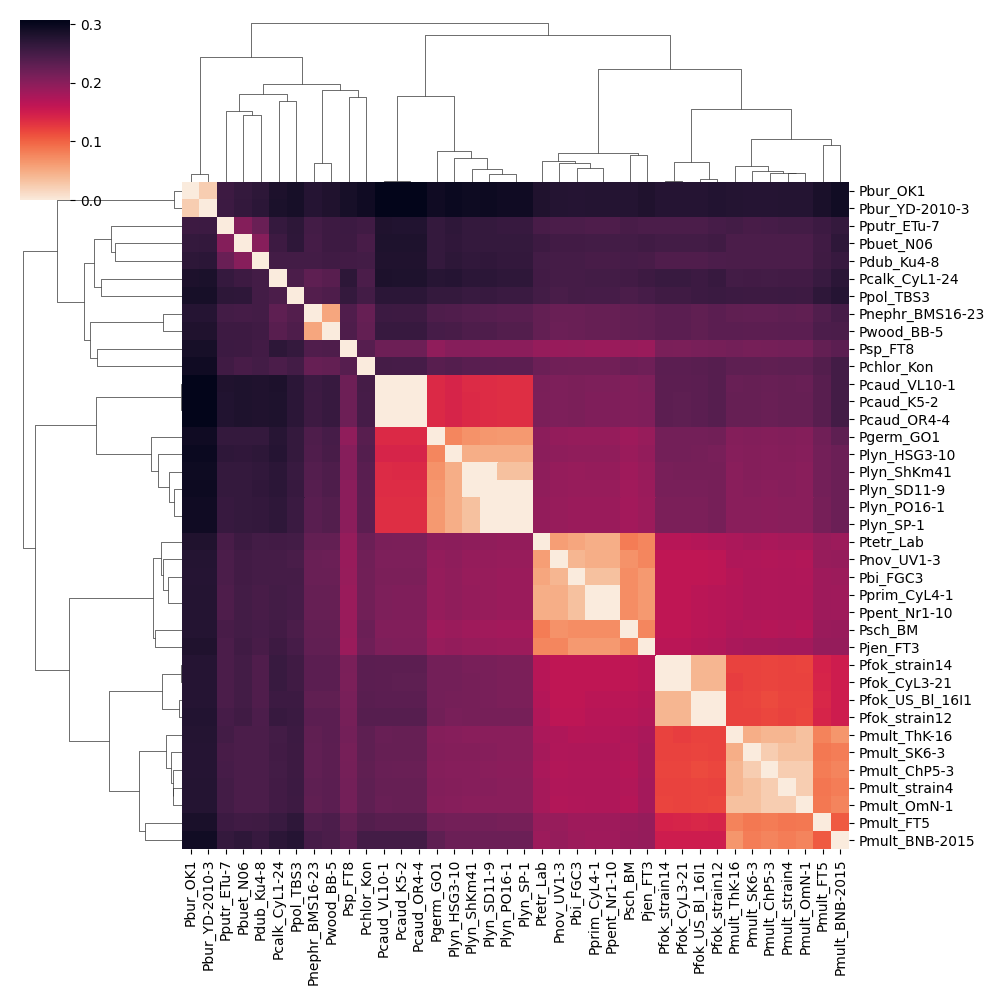 0.3
0.2
0.1
0.0
Pbur_OK1
Pbur_YD-2010-3
Pputr_ETu-7
Pbuet_N06
Pdub_Ku4-8
Pcalk_CyL1-24
Ppol_TBS3
Pnephr_BMS16-23
Pwood_BB-5
Psp_FT8
Pchlor_Kon
Pcaud_VL10-1
Pcaud_K5-2
Pcaud_OR4-4
Pgerm_GO1
Plyn_HSG3-10
Plyn_ShKm41
Plyn_SD11-9
Plyn_PO16-1
Plyn_SP-1
Ptetr_Lab
Pnov_UV1-3
Pbi_FGC3
Pprim_CyL4-1
Ppent_Nr1-10
Psch_BM
Pjen_FT3
Pfok_strain14
Pfok_CyL3-21
Pfok_US_Bl_16I1
Pfok_strain12
Pmult_ThK-16
Pmult_SK6-3
Pmult_ChP5-3
Pmult_strain4
Pmult_OmN-1
Pmult_FT5
Pmult_BNB-2015
Pbur_OK1
Pbur_YD-2010-3
Pputr_ETu-7
Pbuet_N06
Pdub_Ku4-8
Pcalk_CyL1-24
Ppol_TBS3
Pnephr_BMS16-23
Pwood_BB-5
Psp_FT8
Pchlor_Kon
Pcaud_VL10-1
Pcaud_K5-2
Pcaud_OR4-4
Pgerm_GO1
Plyn_HSG3-10
Plyn_ShKm41
Plyn_SD11-9
Plyn_PO16-1
Plyn_SP-1
Ptetr_Lab
Pnov_UV1-3
Pbi_FGC3
Pprim_CyL4-1
Ppent_Nr1-10
Psch_BM
Pjen_FT3
Pfok_strain14
Pfok_CyL3-21
Pfok_US_Bl_16I1
Pfok_strain12
Pmult_ThK-16
Pmult_SK6-3
Pmult_ChP5-3
Pmult_strain4
Pmult_OmN-1
Pmult_FT5
Pmult_BNB-2015